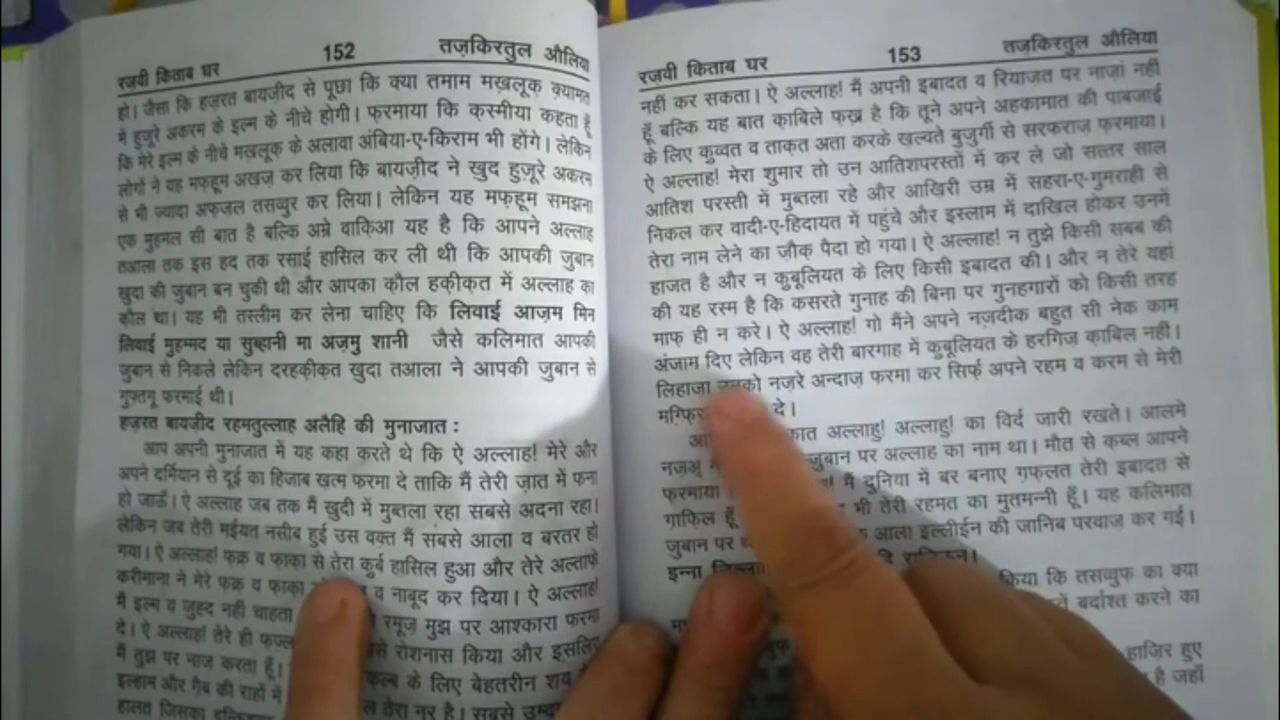 रज़वी किताब घर 152 तज़किरतुल औलिया
हो। जैसा कि हज़रत बायज़ीद से पूछा कि क्या तमाम मख़लूक़ क़्यामत
में हुज़ूरे अकरम के इल्म के नीचे होगी। फ़रमाया कि क़स्मीया कहता हूँ
कि मेरे इल्म के नीचे मख़लूक़ के अलावा अंबिया-ए-किराम भी होंगे। लेकिन
लोगों ने यह मफ़्हूम अख़ज़ कर लिया कि बायज़ीद ने ख़ुद हुज़ूरे अकरम
से भी ज्यादा अफ़ज़ल तसव्वुर कर लिया। लेकिन यह मफ़्हूम समझना
एक मुहमल सी बात है बल्कि अम्रे वाकिआ यह है कि आपने अल्लाह
तआला तक इस हद तक रसाई हासिल कर ली थी कि आपकी ज़ुबान
ख़ुदा की ज़ुबान बन चुकी थी और आपका क़ौल हक़ीक़त में अल्लाह का
क़ौल था। यह भी तस्लीम कर लेना चाहिए कि लिवाई आज़म मिन
लिवाई मुहम्मद या सुब्हानी मा अज़मु शानी जैसे कलिमात आपकी
ज़ुबान से निकले लेकिन दरहक़ीक़त ख़ुदा तआला ने आपकी ज़ुबान से
गुफ़्तगू फ़रमाई थी।
हज़रत बायज़ीद रहमतुल्लाह अलैहि की मुनाजात :
आप अपनी मुनाजात में यह कहा करते थे कि ऐ अल्लाह! मेरे और
अपने दर्मियान से दूई का हिजाब ख़त्म फ़रमा दे ताकि मैं तेरी ज़ात में फ़ना
हो जाऊँ। ऐ अल्लाह जब तक मैं ख़ुदी में मुब्तला रहा सबसे अदना रहा।
लेकिन जब तेरी मईयत नसीब हुई उस वक़्त मैं सबसे आला व बरतर हो
गया। ऐ अल्लाह! फ़क्र व फ़ाक़ा से तेरा कुर्ब हासिल हुआ और तेरे अल्ताफ़े
करीमाना ने मेरे फ़क्र व फ़ाक़ा व नाबूद कर दिया। ऐ अल्लाह!
मैं इल्म व ज़ुह्द नहीं चाहता रमूज़ मुझ पर आश्कारा फ़रमा
दे। ऐ अल्लाह! तेरे ही फ़ज़्ल रोशनास किया और इसलिए
मैं तुझ पर नाज़ करता हूँ। क़ल्ब के लिए बेहतरीन शय
इल्हाम और ग़ैब की राहों में तेरा नूर है। सबसे उम्दा
हालत जिसका
रज़वी किताब घर 153 तज़किरतुल औलिया
नहीं कर सकता। ऐ अल्लाह! मैं अपनी इबादत व रियाज़त पर नाज़ां नहीं
हूँ बल्कि यह बात क़ाबिले फ़ख़्र है कि तूने अपने अहकामात की पाबजाई
के लिए क़ुव्वत व ताक़त अता करके ख़ल्वते बुज़ुर्गी से सरफ़राज़ फ़रमाया।
ऐ अल्लाह! मेरा शुमार तो उन आतिशपरस्तों में कर ले जो सत्तर साल
आतिश परस्ती में मुब्तला रहे और आख़िरी उम्र में सहरा-ए-गुमराही से
निकल कर वादी-ए-हिदायत में पहुंचे और इस्लाम में दाख़िल होकर उनमें
तेरा नाम लेने का ज़ौक़ पैदा हो गया। ऐ अल्लाह! न तुझे किसी सबब की
हाजत है और न क़ुबूलियत के लिए किसी इबादत की। और न तेरे यहां
की यह रस्म है कि कसरते गुनाह की बिना पर गुनहगारों को किसी तरह
माफ़ ही न करे। ऐ अल्लाह! गो मैंने अपने नज़दीक बहुत सी नेक काम
अंजाम दिए लेकिन वह तेरी बारगाह में क़ुबूलियत के हरगिज़ क़ाबिल नहीं।
लिहाज़ा उनको नज़रे अन्दाज़ फ़रमा कर सिर्फ़ अपने रहम व करम से मेरी
दे।
अल्लाहु! अल्लाहु! का विर्द जारी रखते। आलमे
नज़अ ज़ुबान पर अल्लाह का नाम था। मौत से क़ब्ल आपने
फ़रमाया मैं दुनिया में बर बनाए ग़फ़लत तेरी इबादत से
ग़ाफ़िल हूँ भी तेरी रहमत का मुतमन्नी हूँ। यह कलिमात
ज़ुबान पर आला इल्लीईन की जानिब परवाज़ कर गई।
इन्ना
किया कि तसव्वुफ़ का क्या
बर्दाश्त करने का
हाज़िर हुए
है जहाँ